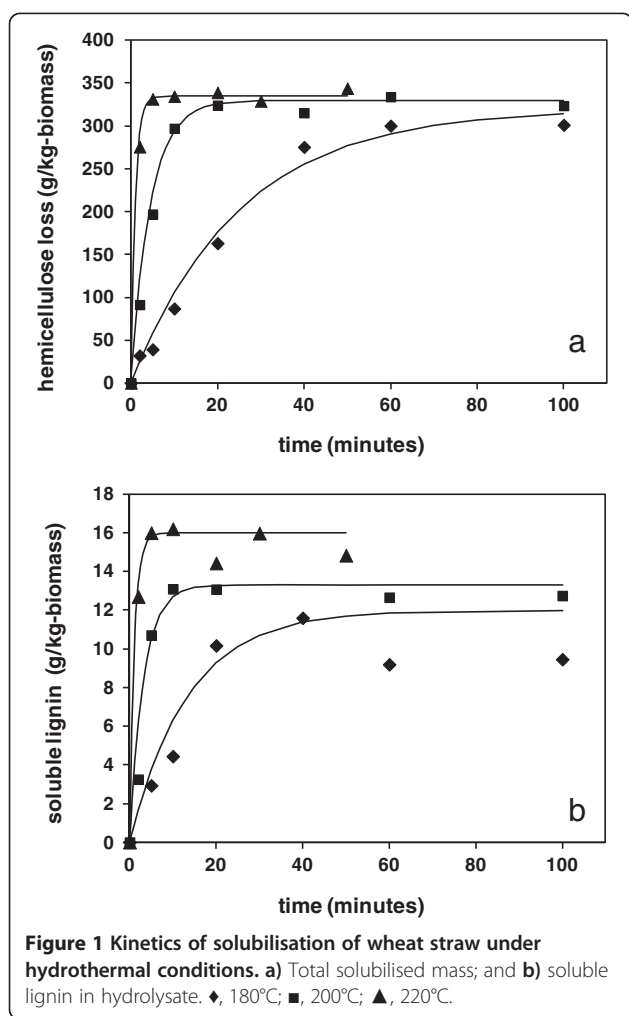 400
350
300
250
200
150
100
50
0
hemicellulose loss (g/kg-biomass)
0 20 40 60 80 100
time (minutes)
a
18
16
14
12
10
8
6
4
2
0
soluble lignin (g/kg-biomass)
0 20 40 60 80 100
time (minutes)
b
Figure 1 Kinetics of solubilisation of wheat straw under
hydrothermal conditions. a) Total solubilised mass; and b) soluble
lignin in hydrolysate. ♦, 180°C; ■, 200°C; ▲, 220°C.